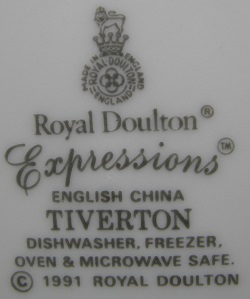 MADE IN ENGLAND
ROYAL DOULTON
ENGLAND
Royal Doulton®
Expressions™
ENGLISH CHINA
TIVERTON
DISHWASHER, FREEZER,
OVEN & MICROWAVE SAFE.
© 1991 ROYAL DOULTON